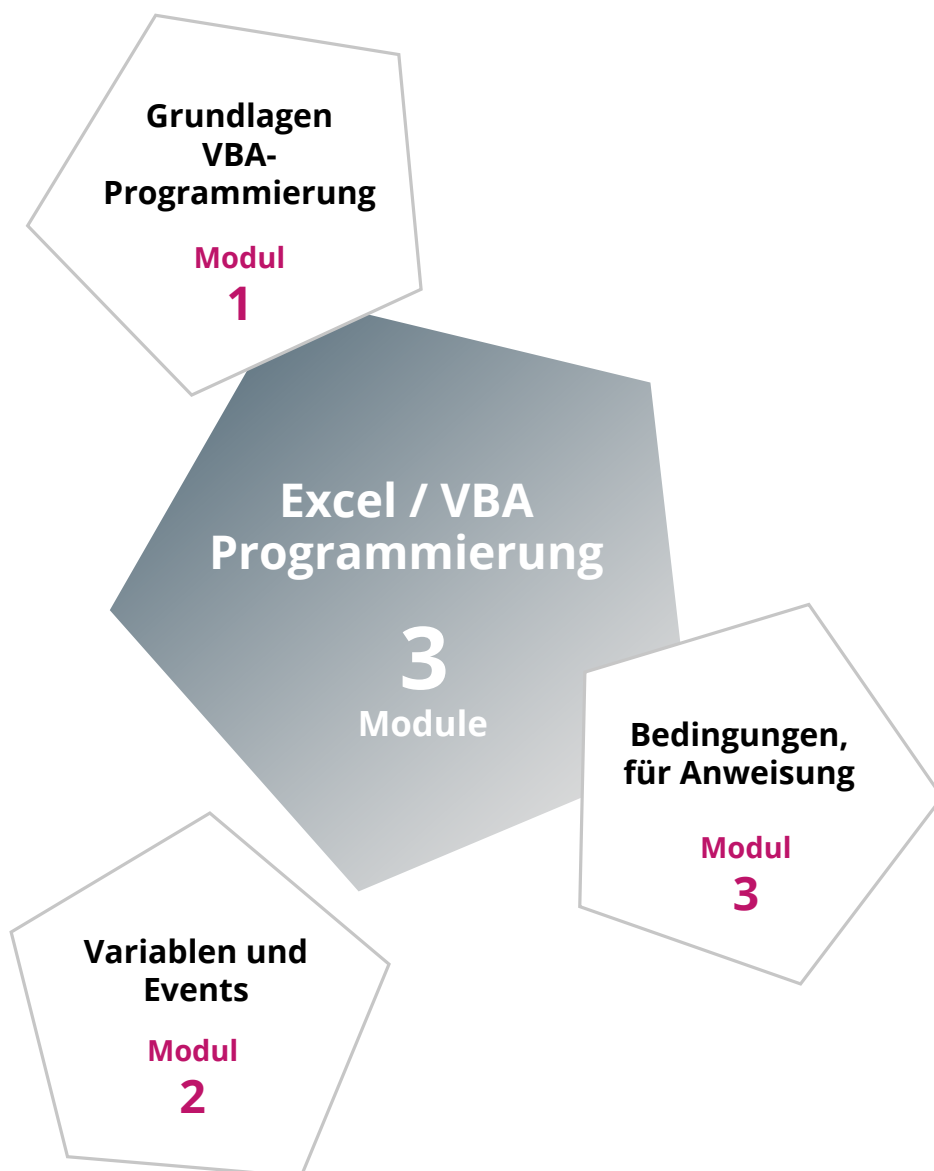 Grundlagen
VBA-
Programmierung
Modul
1
Excel / VBA
Programmierung
3
Module
Bedingungen,
für Anweisung
Modul
3
Variablen und
Events
Modul
2